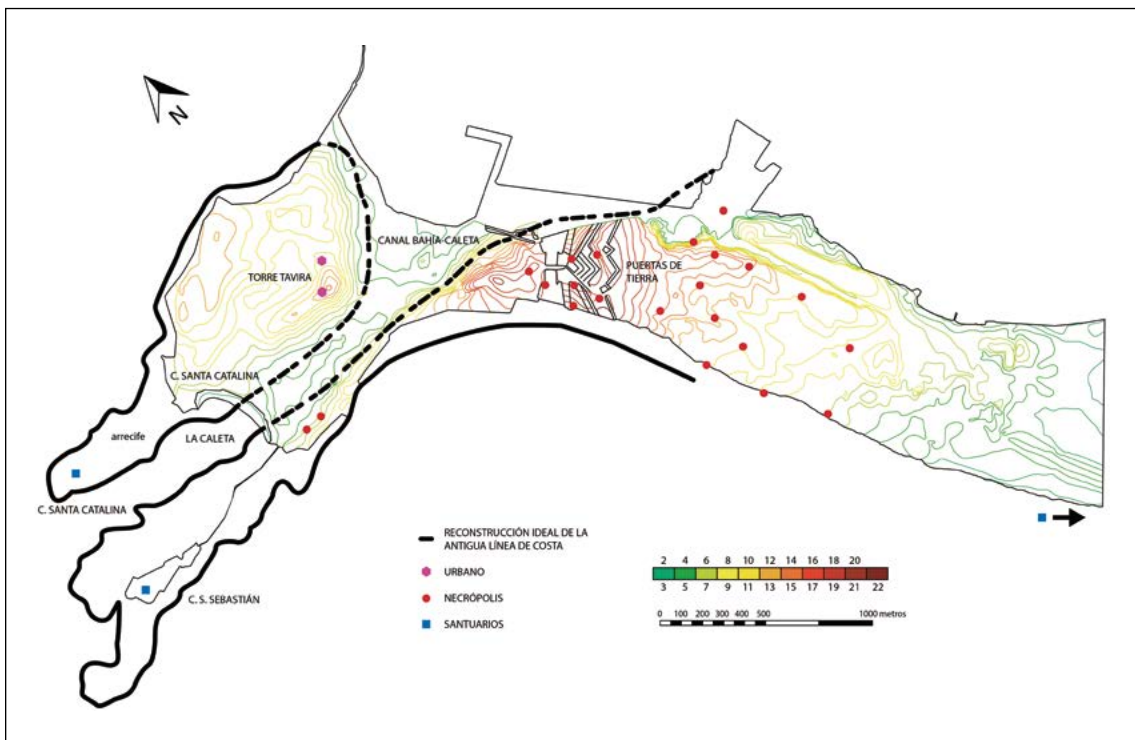 N
CANAL BAHÍA-CALETA
TORRE TAVIRA
PUERTAS DE
TIERRA
C. SANTA CATALINA
arrecife
LA CALETA
C. SANTA CATALINA
C. S. SEBASTIÁN
RECONSTRUCCIÓN IDEAL DE LA
ANTIGUA LÍNEA DE COSTA
URBANO
NECRÓPOLIS
SANTUARIOS
2 4 6 8 10 12 14 16 18 20
3 5 7 9 11 13 15 17 19 21 22
0 100 200 300 400 500 1000 metros